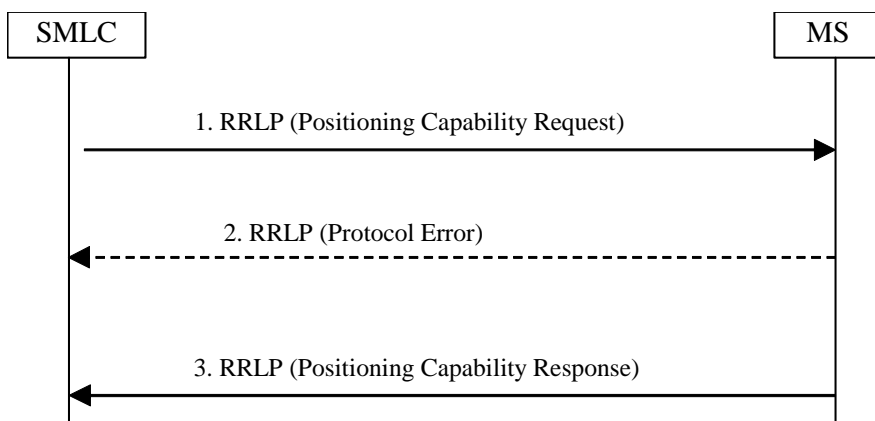 SMLC
MS
1. RRLP (Positioning Capability Request)
2. RRLP (Protocol Error)
3. RRLP (Positioning Capability Response)